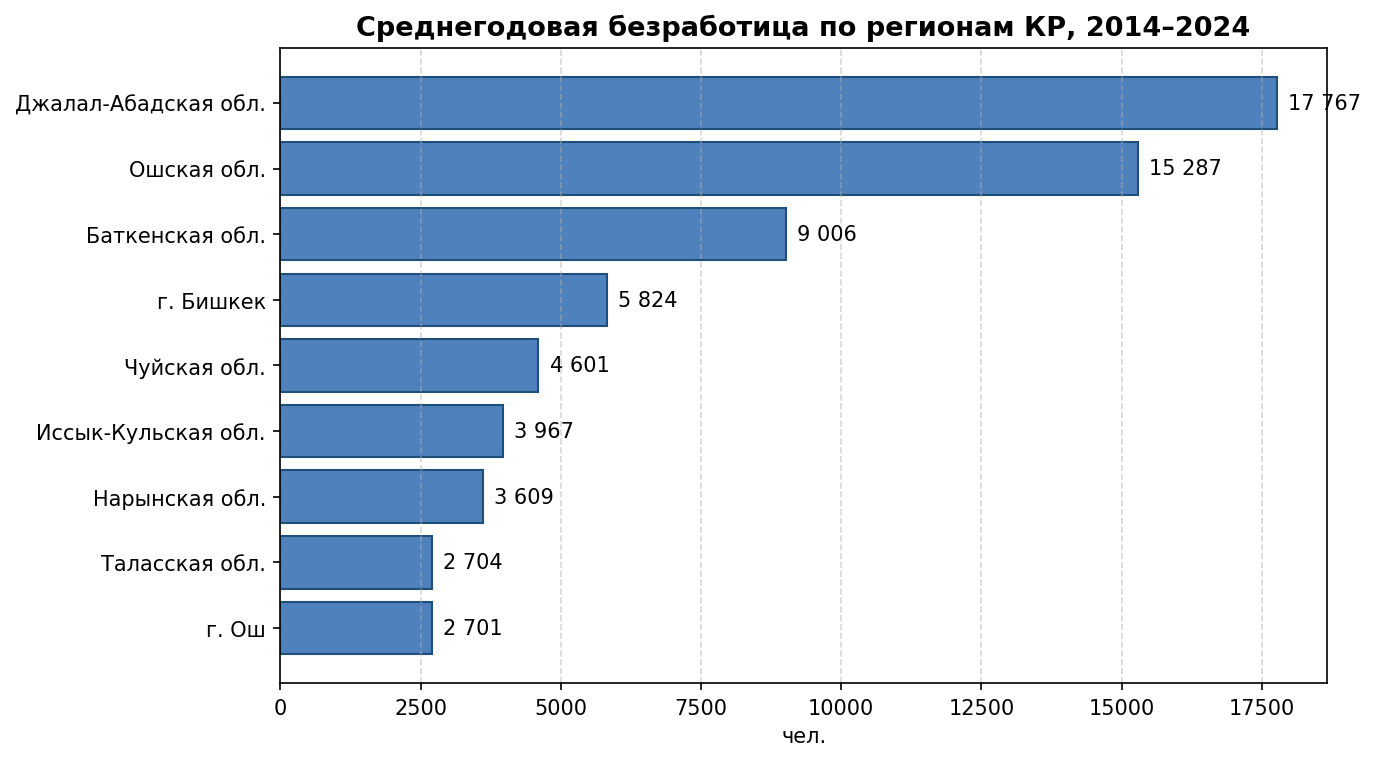 Среднегодовая безработица по регионам КР, 2014–2024
Джалал-Абадская обл. 17 767
Ошская обл. 15 287
Баткенская обл. 9 006
г. Бишкек 5 824
Чуйская обл. 4 601
Иссык-Кульская обл. 3 967
Нарынская обл. 3 609
Таласская обл. 2 704
г. Ош 2 701
0 2500 5000 7500 10000 12500 15000 17500
чел.